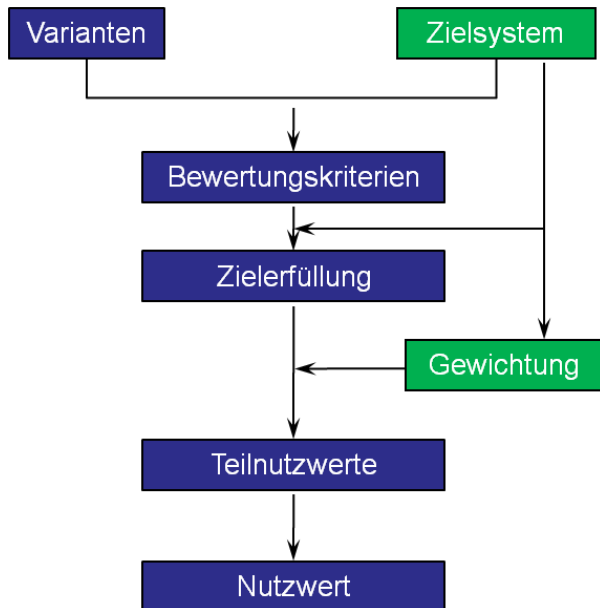 Varianten
Zielsystem
Bewertungskriterien
Zielerfüllung
Gewichtung
Teilnutzwerte
Nutzwert